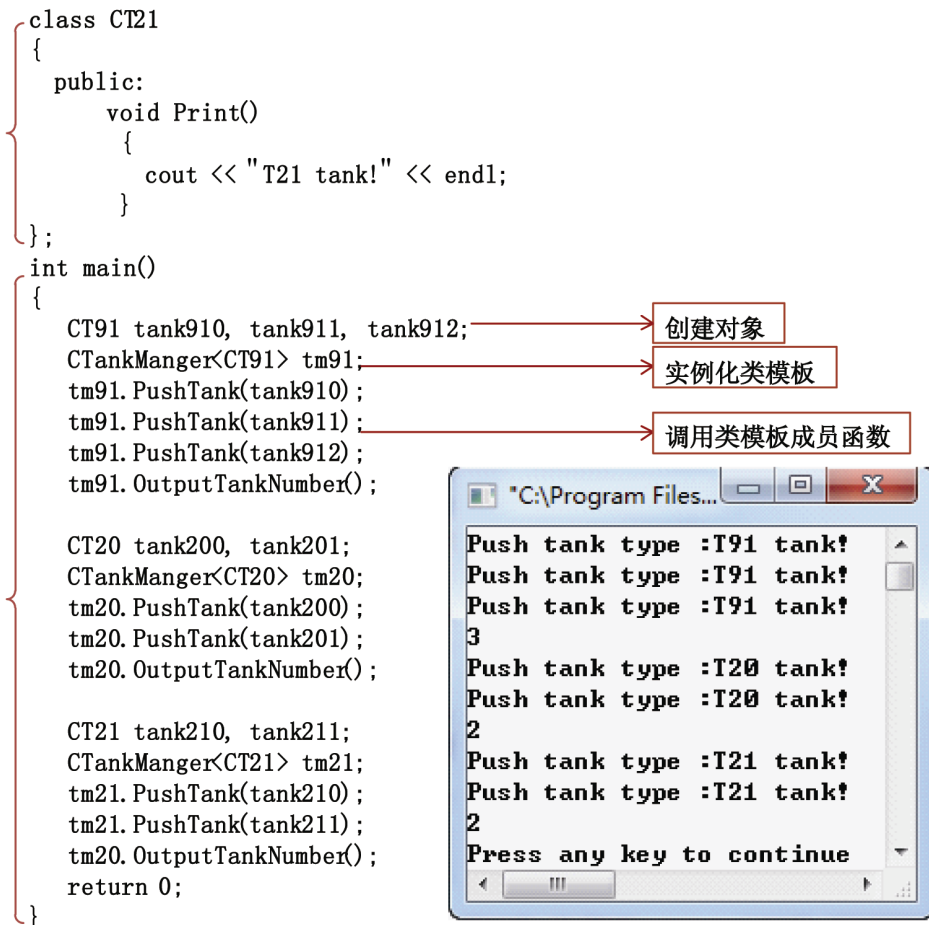 class CT21
{
public:
void Print()
{
cout << "T21 tank!" << endl;
}
};
int main()
{
CT91 tank910, tank911, tank912;
创建对象
CTankManger<CT91> tm91;
实例化类模板
tm91.PushTank(tank910);
tm91.PushTank(tank911);
调用类模板成员函数
tm91.PushTank(tank912);
tm91.OutputTankNumber();
CT20 tank200, tank201;
CTankManger<CT20> tm20;
tm20.PushTank(tank200);
tm20.PushTank(tank201);
tm20.OutputTankNumber();
CT21 tank210, tank211;
CTankManger<CT21> tm21;
tm21.PushTank(tank210);
tm21.PushTank(tank211);
tm20.OutputTankNumber();
return 0;
}
"C:\Program Files...
Push tank type :T91 tank!
Push tank type :T91 tank!
Push tank type :T91 tank!
3
Push tank type :T20 tank!
Push tank type :T20 tank!
2
Push tank type :T21 tank!
Push tank type :T21 tank!
2
Press any key to continue